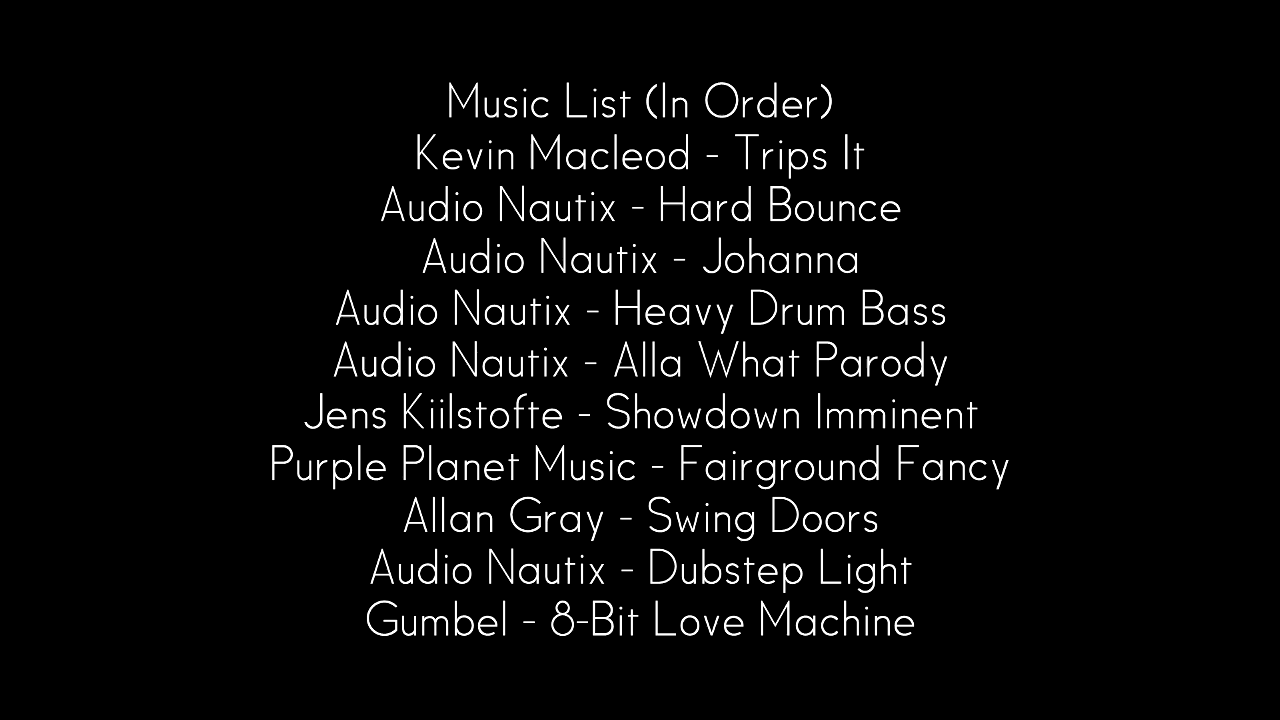 Music List (In Order)
Kevin Macleod - Trips It
Audio Nautix - Hard Bounce
Audio Nautix - Johanna
Audio Nautix - Heavy Drum Bass
Audio Nautix - Alla What Parody
Jens Kiilstofte - Showdown Imminent
Purple Planet Music - Fairground Fancy
Allan Gray - Swing Doors
Audio Nautix - Dubstep Light
Gumbel - 8-Bit Love Machine